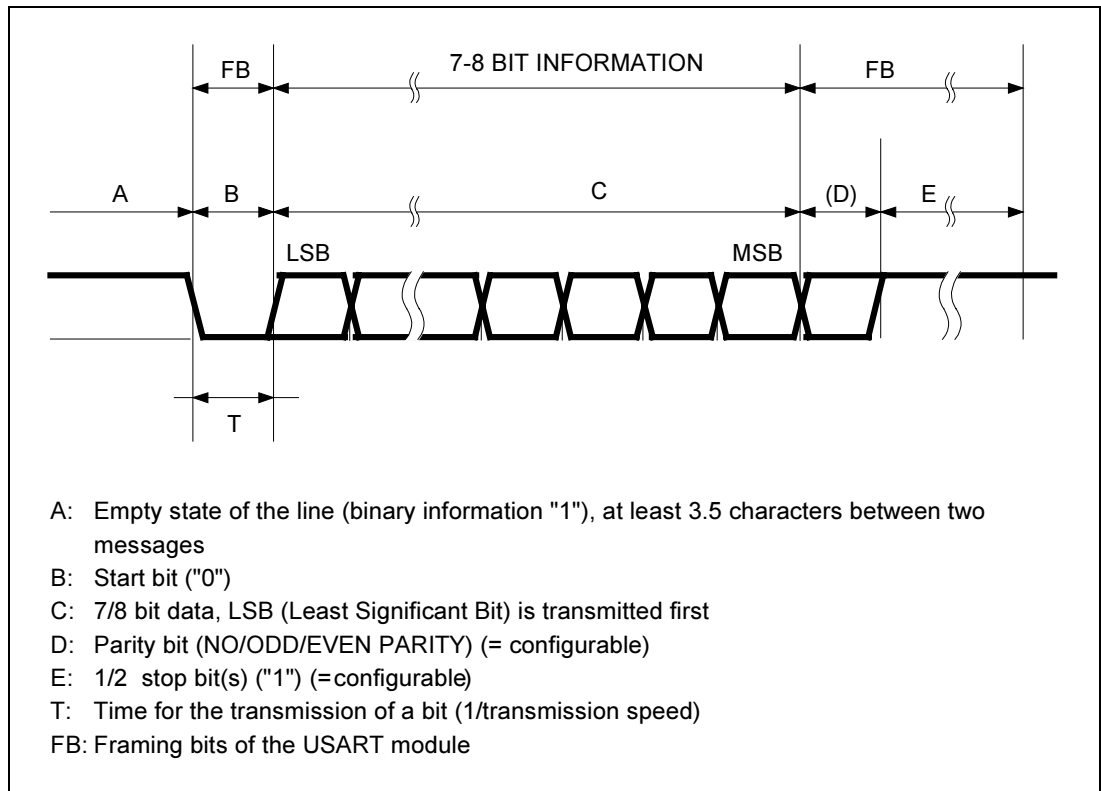 FB 7-8 BIT INFORMATION FB
A B C (D) E
LSB MSB
T
A: Empty state of the line (binary information "1"), at least 3.5 characters between two
messages
B: Start bit ("0")
C: 7/8 bit data, LSB (Least Significant Bit) is transmitted first
D: Parity bit (NO/ODD/EVEN PARITY) (= configurable)
E: 1/2 stop bit(s) ("1") (=configurable)
T: Time for the transmission of a bit (1/transmission speed)
FB: Framing bits of the USART module